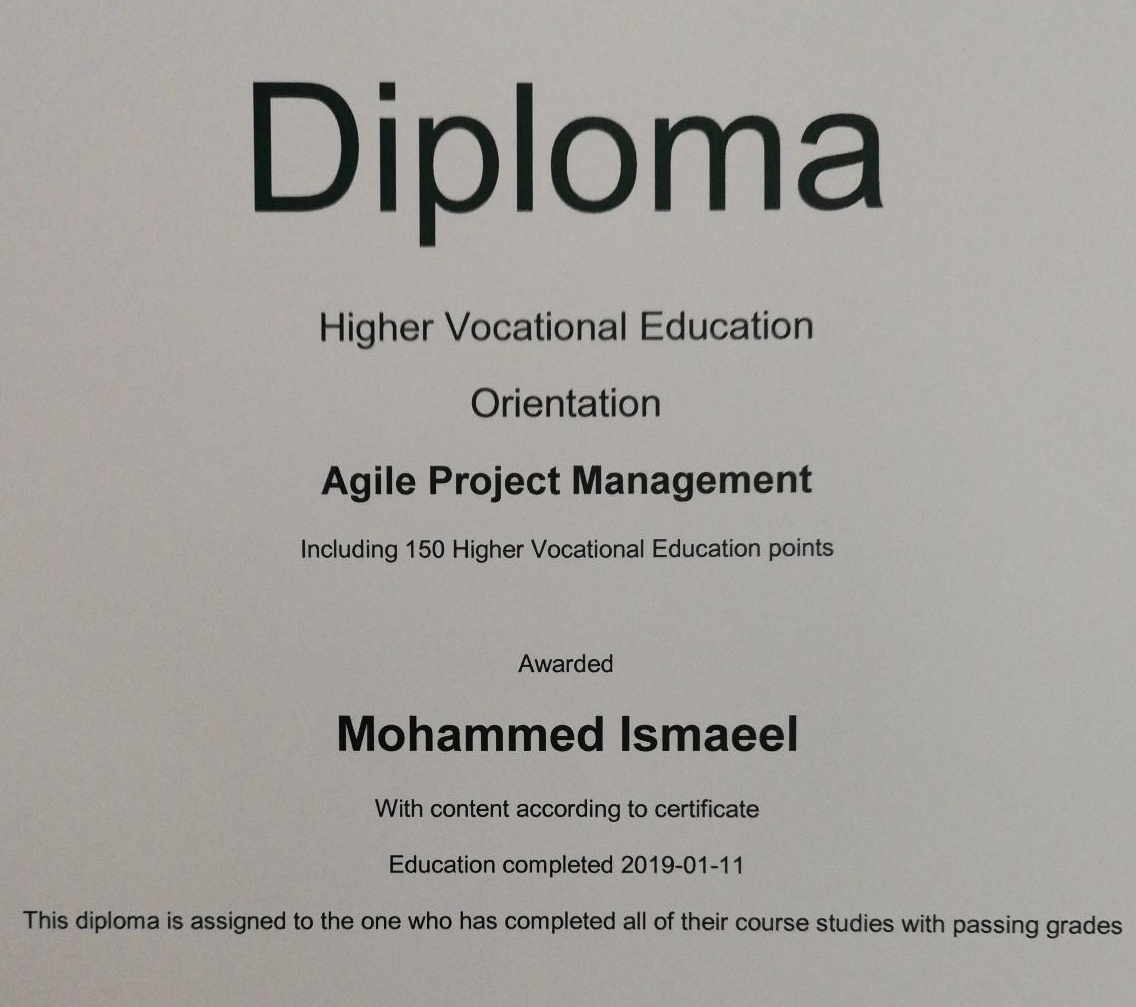 Diploma
Higher Vocational Education
Orientation
Agile Project Management
Including 150 Higher Vocational Education points
Awarded
Mohammed Ismaeel
With content according to certificate
Education completed 2019-01-11
This diploma is assigned to the one who has completed all of their course studies with passing grades